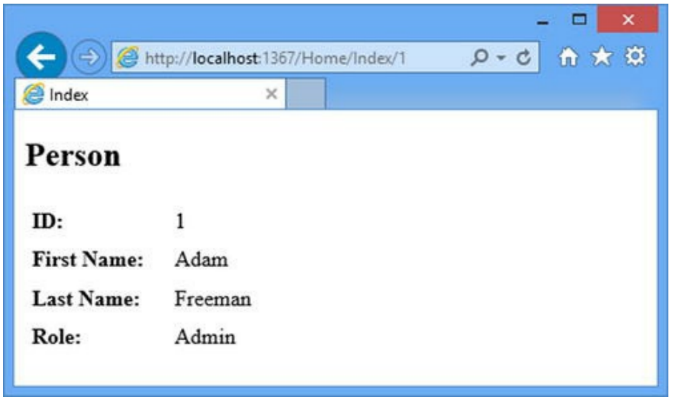 http://localhost:1367/Home/Index/1
Index
Person
ID: 1
First Name: Adam
Last Name: Freeman
Role: Admin